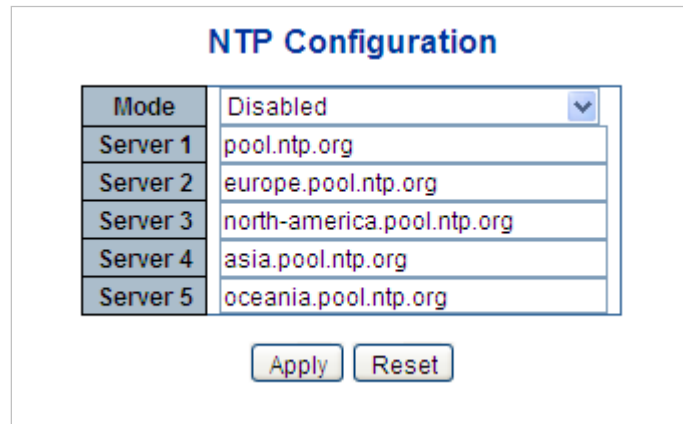 NTP Configuration
Mode Disabled
Server 1 pool.ntp.org
Server 2 europe.pool.ntp.org
Server 3 north-america.pool.ntp.org
Server 4 asia.pool.ntp.org
Server 5 oceania.pool.ntp.org
Apply Reset